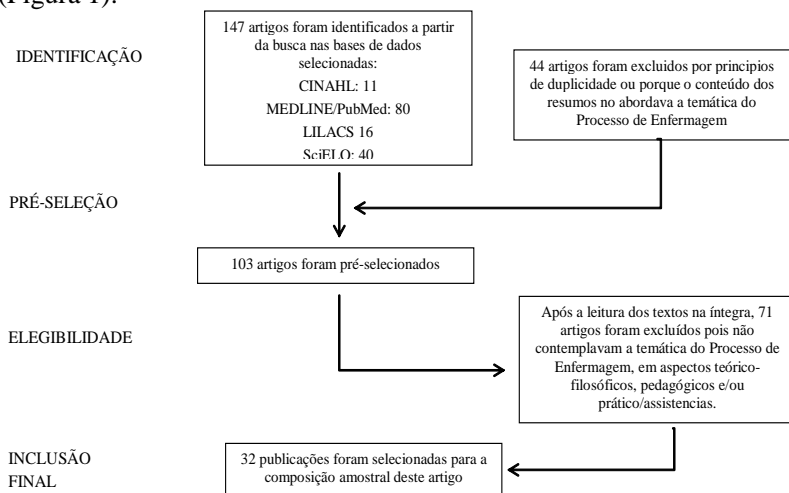 (Figura 1).
IDENTIFICAÇÃO
147 artigos foram identificados a partir
da busca nas bases de dados
selecionadas:
CINAHL: 11
MEDLINE/PubMed: 80
LILACS 16
SciELO: 40
44 artigos foram excluidos por principios
de duplicidade ou porque o conteúdo dos
resumos no abordava a temática do
Processo de Enfermagem
PRÉ-SELEÇÃO
103 artigos foram pré-selecionados
ELEGIBILIDADE
Após a leitura dos textos na íntegra, 71
artigos foram excluídos pois não
contemplavam a temática do Processo de
Enfermagem, em aspectos teórico-
filosóficos, pedagógicos e/ou
prático/assistencias.
INCLUSÃO
FINAL
32 publicações foram selecionadas para a
composição amostral deste artigo